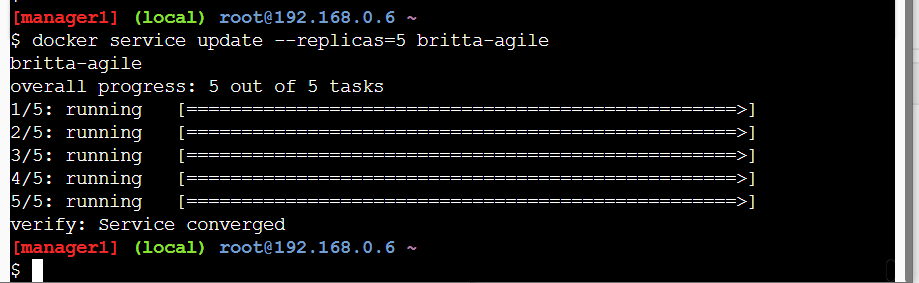 [manager1] (local) root@192.168.0.6 ~
$ docker service update --replicas=5 britta-agile
britta-agile
overall progress: 5 out of 5 tasks
1/5: running   [==================================================>]
2/5: running   [==================================================>]
3/5: running   [==================================================>]
4/5: running   [==================================================>]
5/5: running   [==================================================>]
verify: Service converged
[manager1] (local) root@192.168.0.6 ~
$